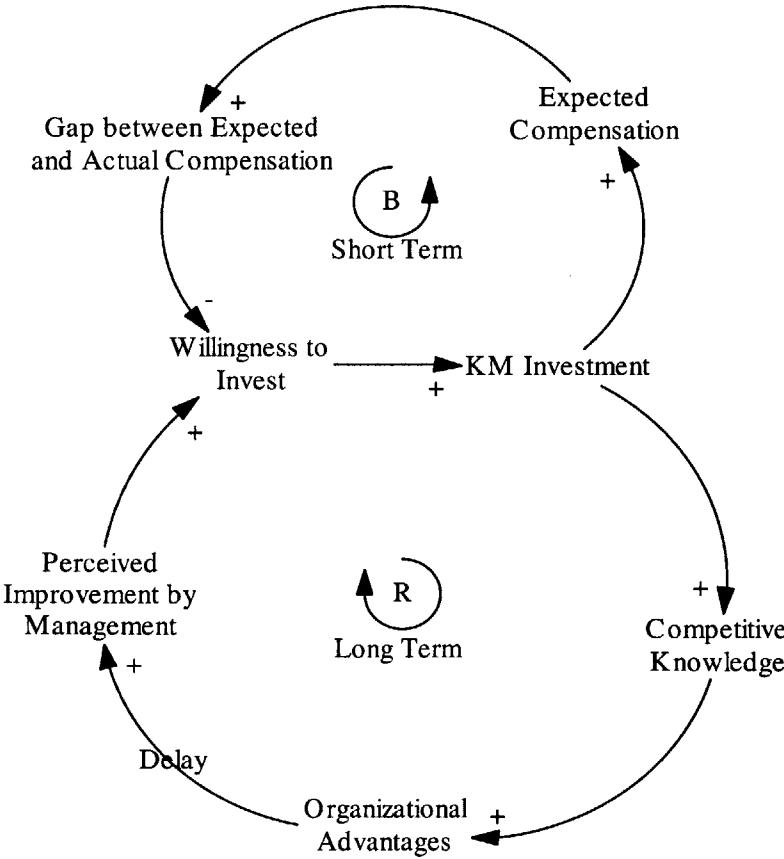 Expected
Compensation
+
Gap between Expected
and Actual Compensation
+
B
Short Term
-
Willingness to
Invest
+
KM Investment
+
Perceived
Improvement by
Management
R
Long Term
+
Competitive
Knowledge
+
Delay
Organizational
Advantages
+